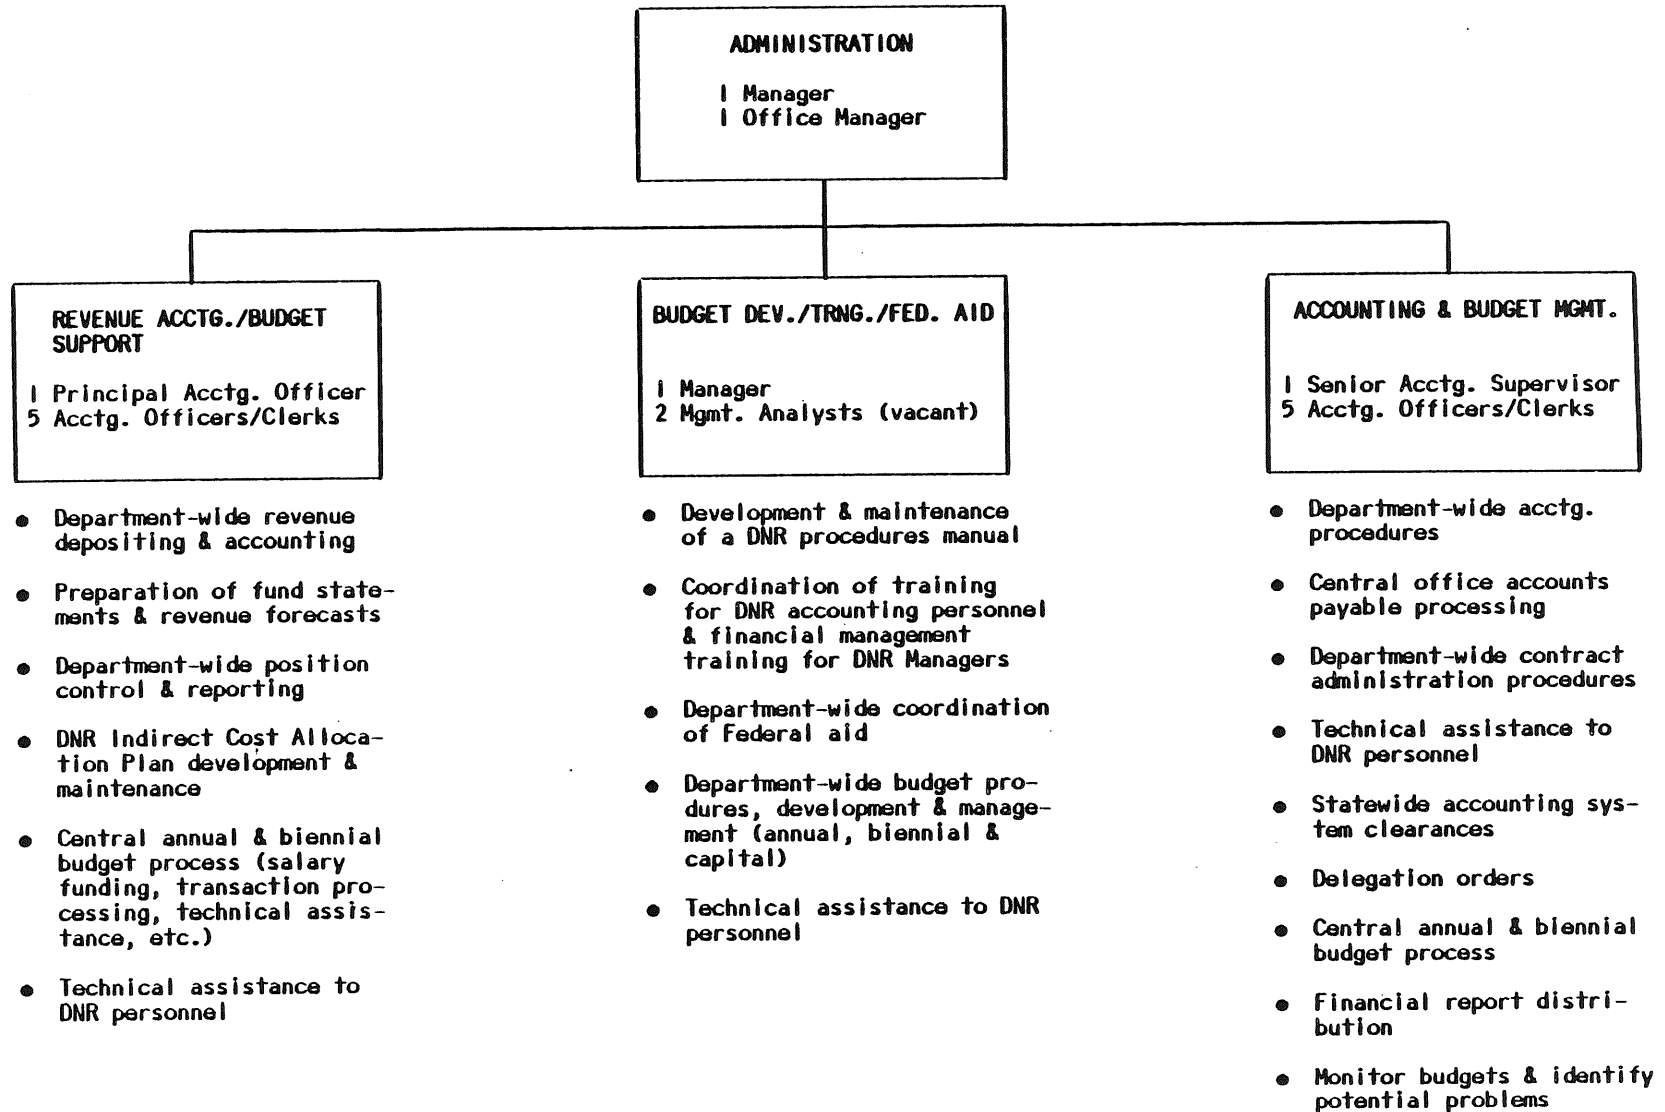 ADMINISTRATION
1 Manager
1 Office Manager
REVENUE ACCTG./BUDGET
SUPPORT
1 Principal Acctg. Officer
5 Acctg. Officers/Clerks
● Department-wide revenue
depositing & accounting
● Preparation of fund state-
ments & revenue forecasts
● Department-wide position
control & reporting
● DNR Indirect Cost Alloca-
tion Plan development &
maintenance
● Central annual & biennial
budget process (salary
funding, transaction pro-
cessing, technical assis-
tance, etc.)
● Technical assistance to
DNR personnel
BUDGET DEV./TRNG./FED. AID
1 Manager
2 Mgmt. Analysts (vacant)
● Development & maintenance
of a DNR procedures manual
● Coordination of training
for DNR accounting personnel
& financial management
training for DNR Managers
● Department-wide coordination
of Federal aid
● Department-wide budget pro-
dures, development & manage-
ment (annual, biennial &
capital)
● Technical assistance to DNR
personnel
ACCOUNTING & BUDGET MGMT.
1 Senior Acctg. Supervisor
5 Acctg. Officers/Clerks
● Department-wide acctg.
procedures
● Central office accounts
payable processing
● Department-wide contract
administration procedures
● Technical assistance to
DNR personnel
● Statewide accounting sys-
tem clearances
● Delegation orders
● Central annual & biennial
budget process
● Financial report distri-
bution
● Monitor budgets & identify
potential problems